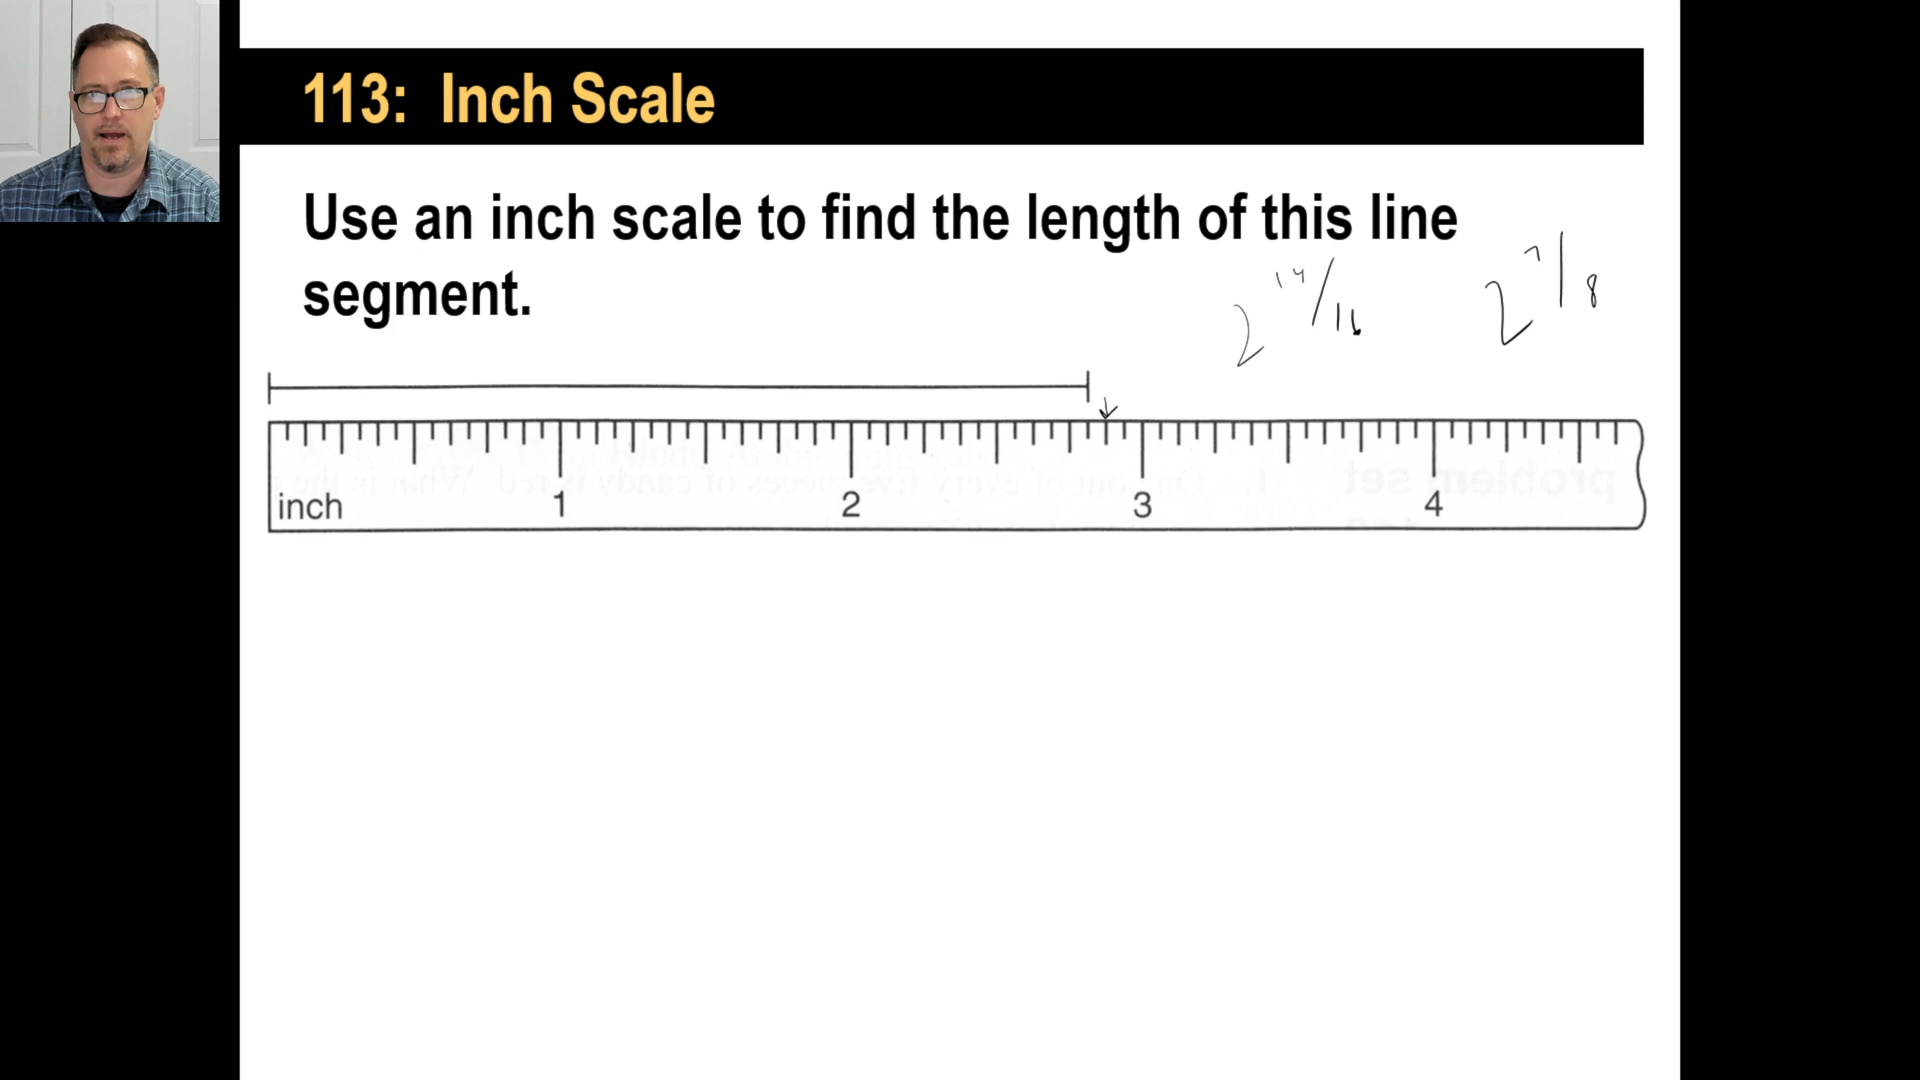 113: Inch Scale
Use an inch scale to find the length of this line
segment.
2 14/16 2 7/8
inch 1 2 3 4